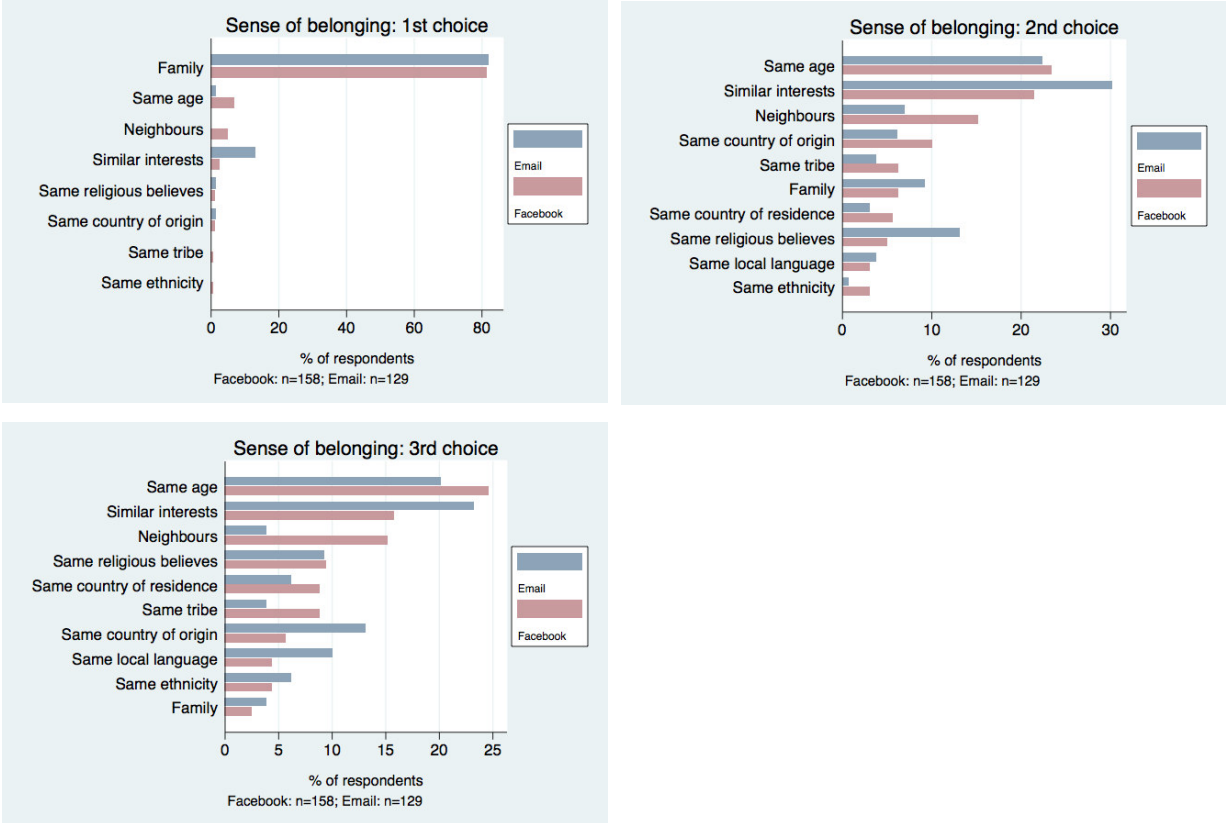 Sense of belonging: 1st choice
Family
Same age
Neighbours
Similar interests
Same religious believes
Same country of origin
Same tribe
Same ethnicity
0 20 40 60 80
% of respondents
Facebook: n=158; Email: n=129
Email
Facebook
Sense of belonging: 2nd choice
Same age
Similar interests
Neighbours
Same country of origin
Same tribe
Family
Same country of residence
Same religious believes
Same local language
Same ethnicity
0 10 20 30
% of respondents
Facebook: n=158; Email: n=129
Email
Facebook
Sense of belonging: 3rd choice
Same age
Similar interests
Neighbours
Same religious believes
Same country of residence
Same tribe
Same country of origin
Same local language
Same ethnicity
Family
0 5 10 15 20 25
% of respondents
Facebook: n=158; Email: n=129
Email
Facebook